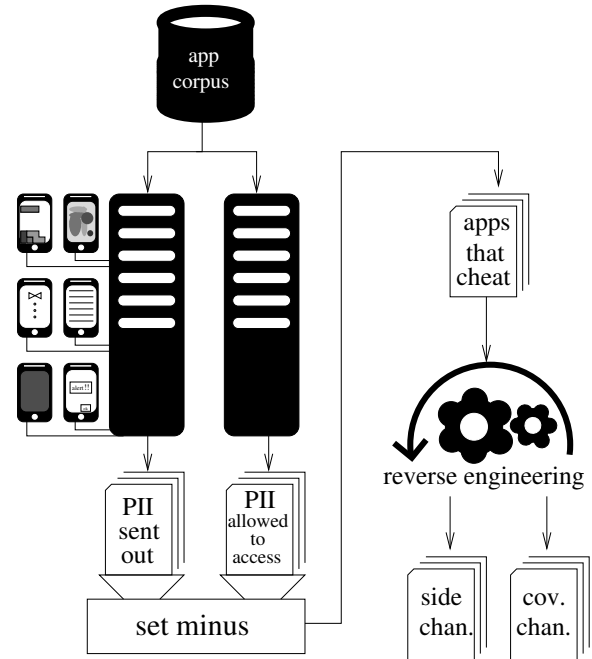 app
corpus
apps
that
cheat
alert!!
ok
reverse engineering
PII
sent
out
PII
allowed
to
access
set minus
side
chan.
cov.
chan.